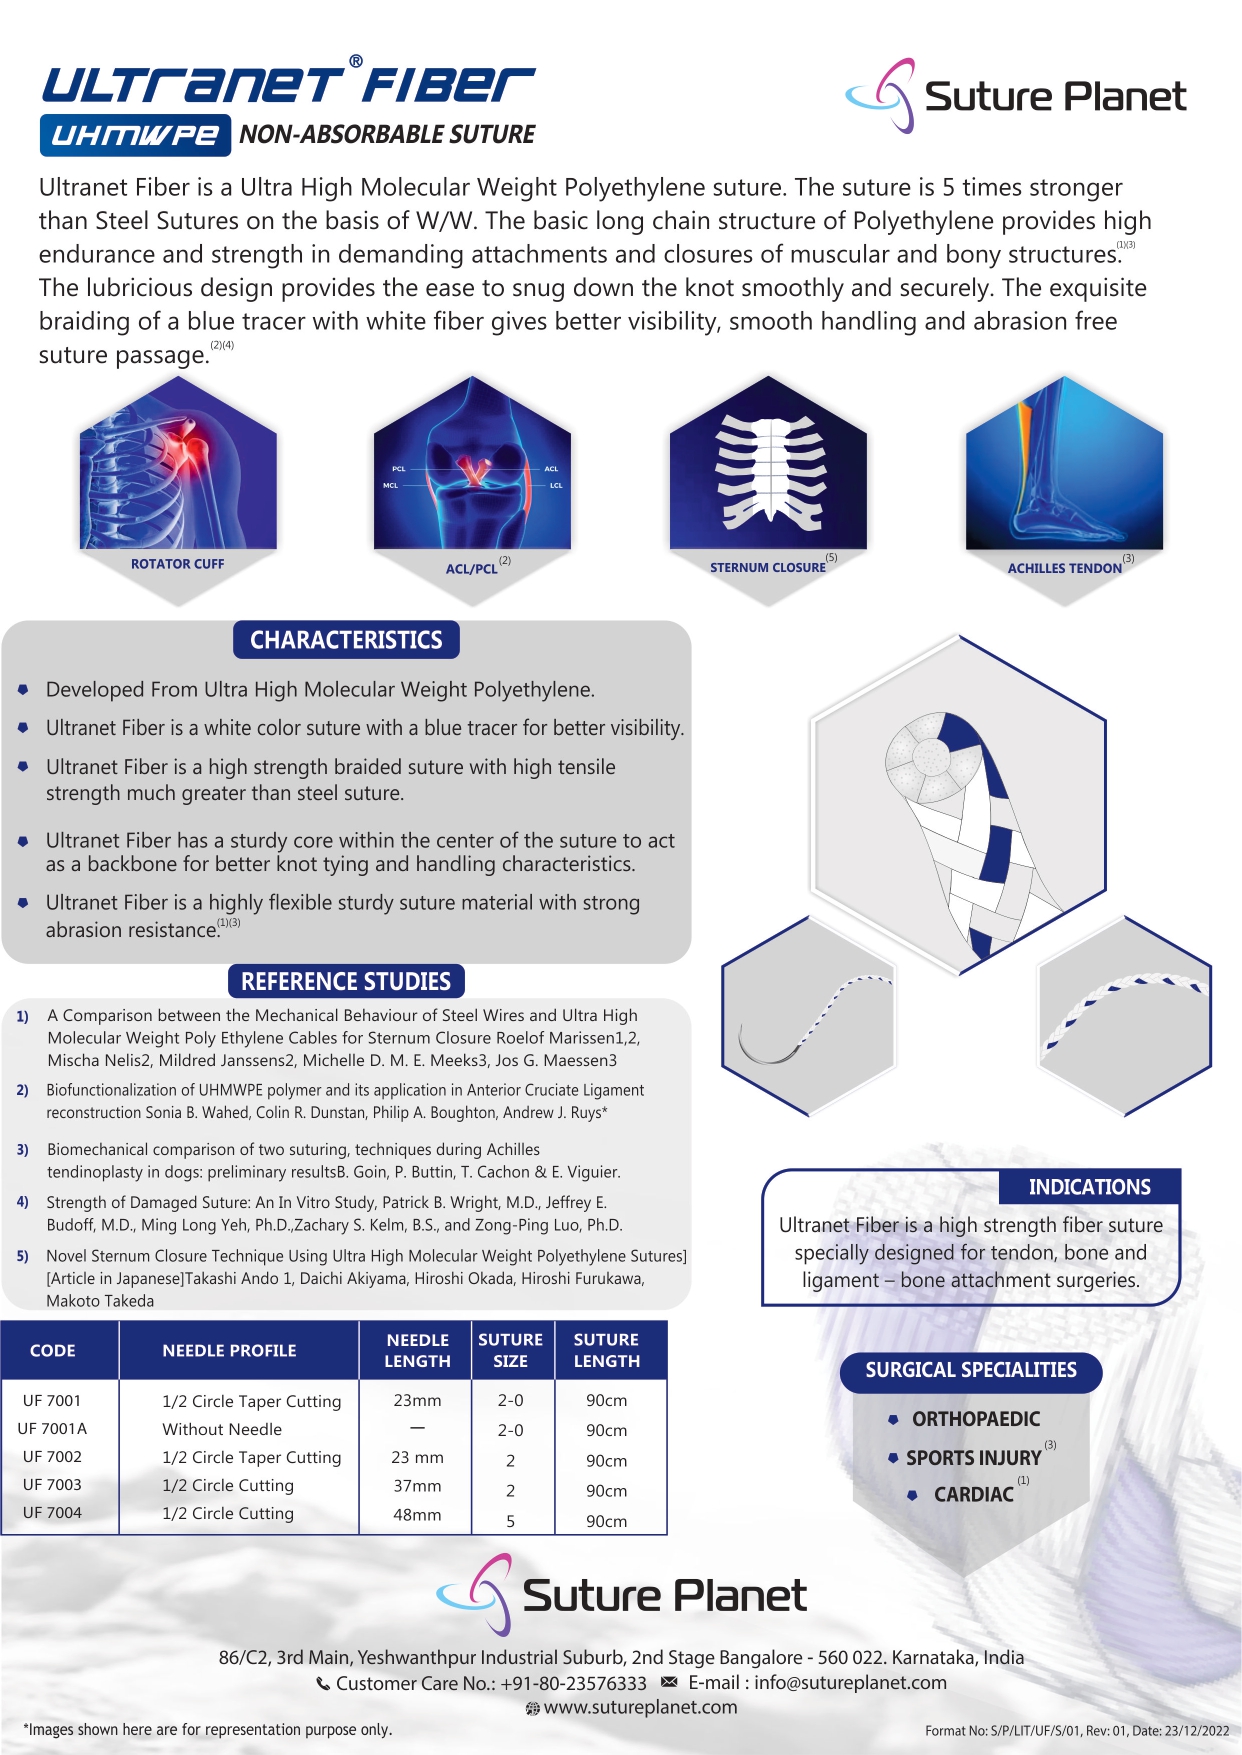 ULTRANET® FIBER
UHMWPE NON-ABSORBABLE SUTURE
Suture Planet
Ultranet Fiber is a Ultra High Molecular Weight Polyethylene suture. The suture is 5 times stronger
than Steel Sutures on the basis of W/W. The basic long chain structure of Polyethylene provides high
endurance and strength in demanding attachments and closures of muscular and bony structures.(1)(3)
The lubricious design provides the ease to snug down the knot smoothly and securely. The exquisite
braiding of a blue tracer with white fiber gives better visibility, smooth handling and abrasion free
suture passage.(2)(4)
PCL ACL
MCL LCL
ROTATOR CUFF
ACL/PCL(2)
STERNUM CLOSURE(5)
ACHILLES TENDON(3)
CHARACTERISTICS
Developed From Ultra High Molecular Weight Polyethylene.
Ultranet Fiber is a white color suture with a blue tracer for better visibility.
Ultranet Fiber is a high strength braided suture with high tensile
strength much greater than steel suture.
Ultranet Fiber has a sturdy core within the center of the suture to act
as a backbone for better knot tying and handling characteristics.
Ultranet Fiber is a highly flexible sturdy suture material with strong
abrasion resistance.(1)(3)
REFERENCE STUDIES
1) A Comparison between the Mechanical Behaviour of Steel Wires and Ultra High
Molecular Weight Poly Ethylene Cables for Sternum Closure Roelof Marissen1,2,
Mischa Nelis2, Mildred Janssens2, Michelle D. M. E. Meeks3, Jos G. Maessen3
2) Biofunctionalization of UHMWPE polymer and its application in Anterior Cruciate Ligament
reconstruction Sonia B. Wahed, Colin R. Dunstan, Philip A. Boughton, Andrew J. Ruys*
3) Biomechanical comparison of two suturing, techniques during Achilles
tendinoplasty in dogs: preliminary resultsB. Goin, P. Buttin, T. Cachon & E. Viguier.
4) Strength of Damaged Suture: An In Vitro Study, Patrick B. Wright, M.D., Jeffrey E.
Budoff, M.D., Ming Long Yeh, Ph.D.,Zachary S. Kelm, B.S., and Zong-Ping Luo, Ph.D.
5) Novel Sternum Closure Technique Using Ultra High Molecular Weight Polyethylene Sutures]
[Article in Japanese]Takashi Ando 1, Daichi Akiyama, Hiroshi Okada, Hiroshi Furukawa,
Makoto Takeda
INDICATIONS
Ultranet Fiber is a high strength fiber suture
specially designed for tendon, bone and
ligament – bone attachment surgeries.
CODE NEEDLE PROFILE NEEDLE LENGTH SUTURE SIZE SUTURE LENGTH
UF 7001 1/2 Circle Taper Cutting 23mm 2-0 90cm
UF 7001A Without Needle — 2-0 90cm
UF 7002 1/2 Circle Taper Cutting 23 mm 2 90cm
UF 7003 1/2 Circle Cutting 37mm 2 90cm
UF 7004 1/2 Circle Cutting 48mm 5 90cm
SURGICAL SPECIALITIES
ORTHOPAEDIC
SPORTS INJURY(3)
CARDIAC(1)
Suture Planet
86/C2, 3rd Main, Yeshwanthpur Industrial Suburb, 2nd Stage Bangalore - 560 022. Karnataka, India
Customer Care No.: +91-80-23576333 E-mail : info@sutureplanet.com
www.sutureplanet.com
*Images shown here are for representation purpose only.
Format No: S/P/LIT/UF/S/01, Rev: 01, Date: 23/12/2022